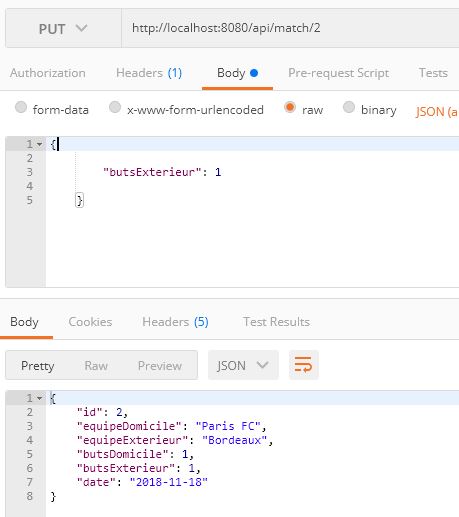 PUT http://localhost:8080/api/match/2
Authorization Headers (1) Body Pre-request Script Tests
form-data x-www-form-urlencoded raw binary JSON (a
1 {
2
3 "butsExterieur": 1
4
5 }
Body Cookies Headers (5) Test Results
Pretty Raw Preview JSON
1 {
2 "id": 2,
3 "equipeDomicile": "Paris FC",
4 "equipeExterieur": "Bordeaux",
5 "butsDomicile": 1,
6 "butsExterieur": 1,
7 "date": "2018-11-18"
8 }